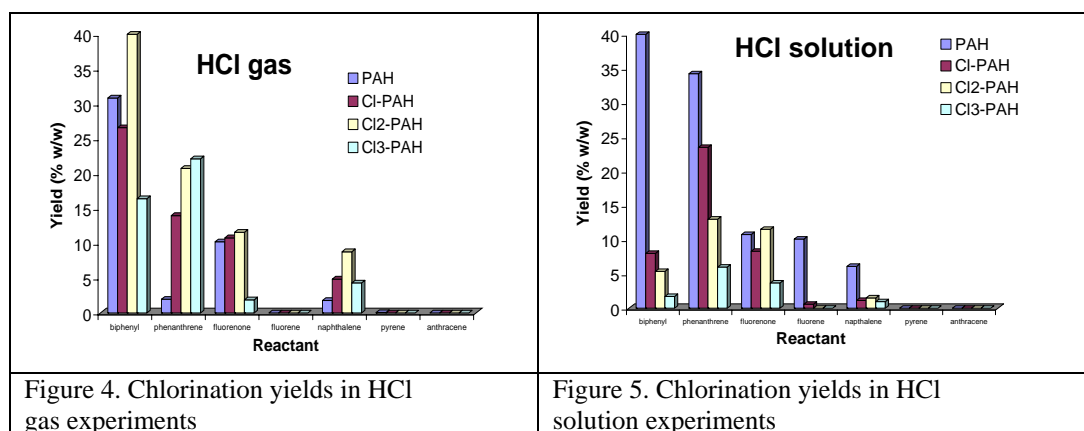 HCl gas
Yield (% w/w)
40
35
30
25
20
15
10
5
0
PAH
Cl-PAH
Cl2-PAH
Cl3-PAH
biphenyl phenanthrene fluorenone fluorene naphthalene pyrene anthracene
Reactant
Figure 4. Chlorination yields in HCl
gas experiments
HCl solution
Yield (% w/w)
40
35
30
25
20
15
10
5
0
PAH
Cl-PAH
Cl2-PAH
Cl3-PAH
biphenyl phenanthrene fluorenone fluorene napthalene pyrene anthracene
Reactant
Figure 5. Chlorination yields in HCl
solution experiments